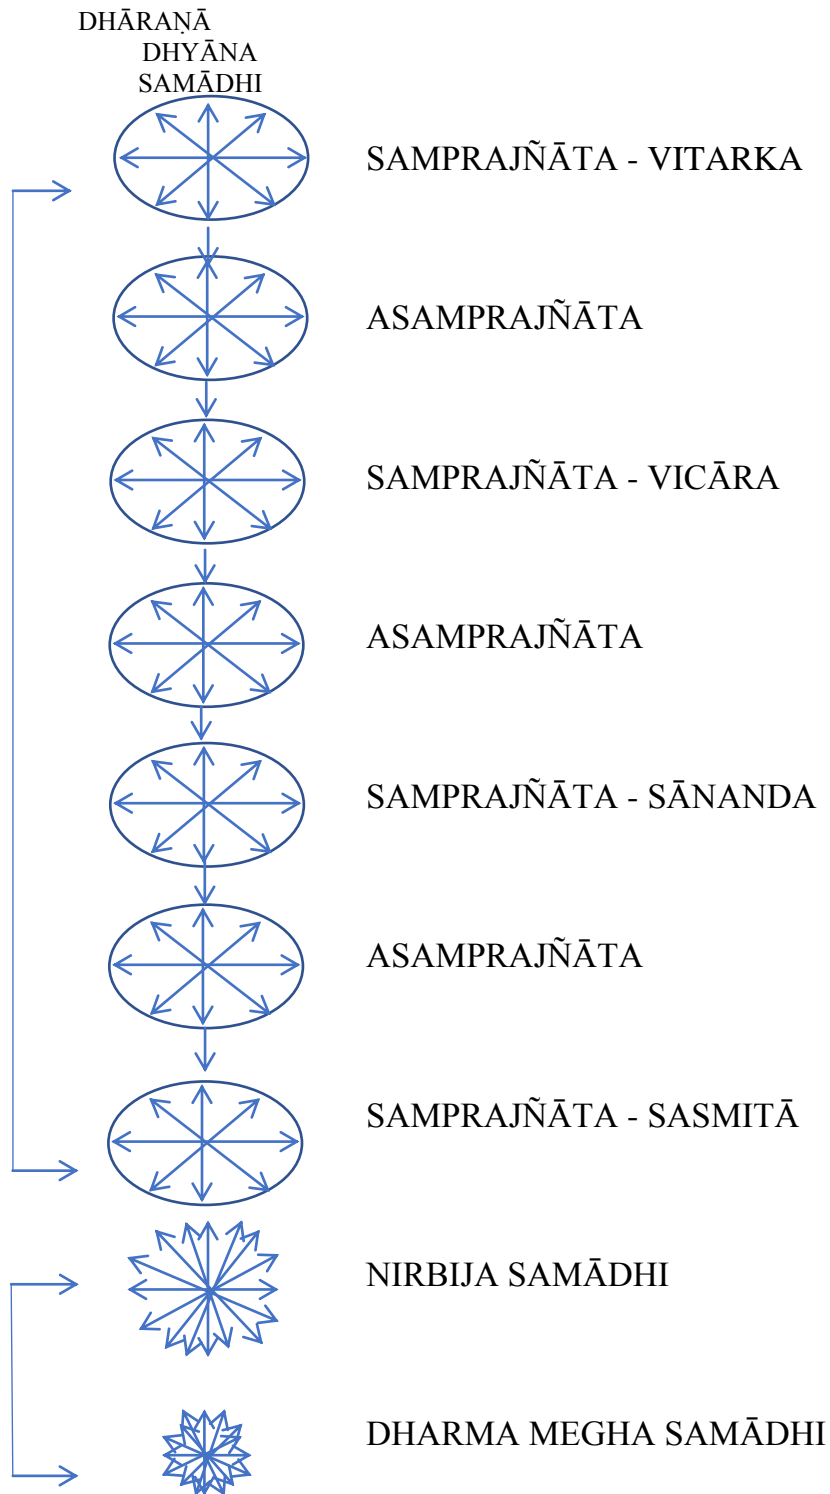 DHĀRAṆĀ
DHYĀNA
SAMĀDHI
SAMPRAJÑĀTA - VITARKA
ASAMPRAJÑĀTA
SAMPRAJÑĀTA - VICĀRA
ASAMPRAJÑĀTA
SAMPRAJÑĀTA - SĀNANDA
ASAMPRAJÑĀTA
SAMPRAJÑĀTA - SASMITĀ
NIRBIJA SAMĀDHI
DHARMA MEGHA SAMĀDHI